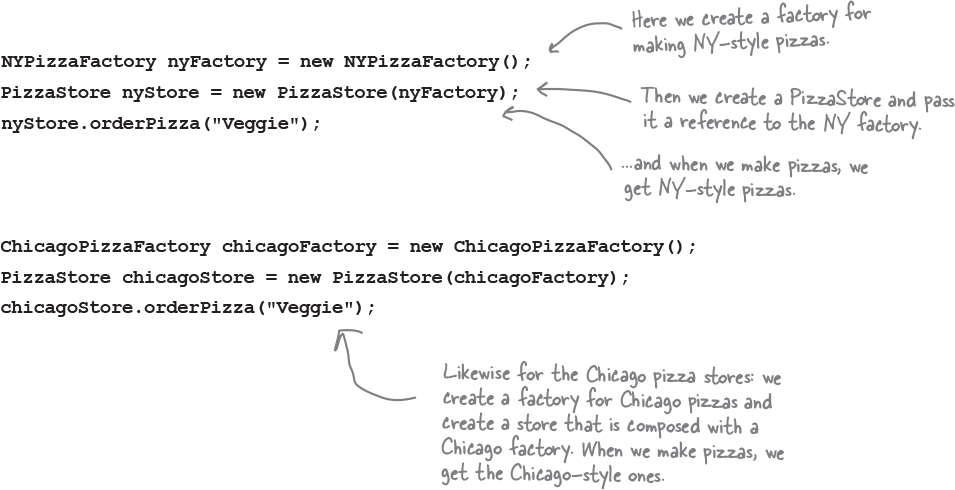 Here we create a factory for
making NY-style pizzas.
NYPizzaFactory nyFactory = new NYPizzaFactory();
PizzaStore nyStore = new PizzaStore(nyFactory);
nyStore.orderPizza("Veggie");
Then we create a PizzaStore and pass
it a reference to the NY factory.
...and when we make pizzas, we
get NY-style pizzas.
ChicagoPizzaFactory chicagoFactory = new ChicagoPizzaFactory();
PizzaStore chicagoStore = new PizzaStore(chicagoFactory);
chicagoStore.orderPizza("Veggie");
Likewise for the Chicago pizza stores: we
create a factory for Chicago pizzas and
create a store that is composed with a
Chicago factory. When we make pizzas, we
get the Chicago-style ones.